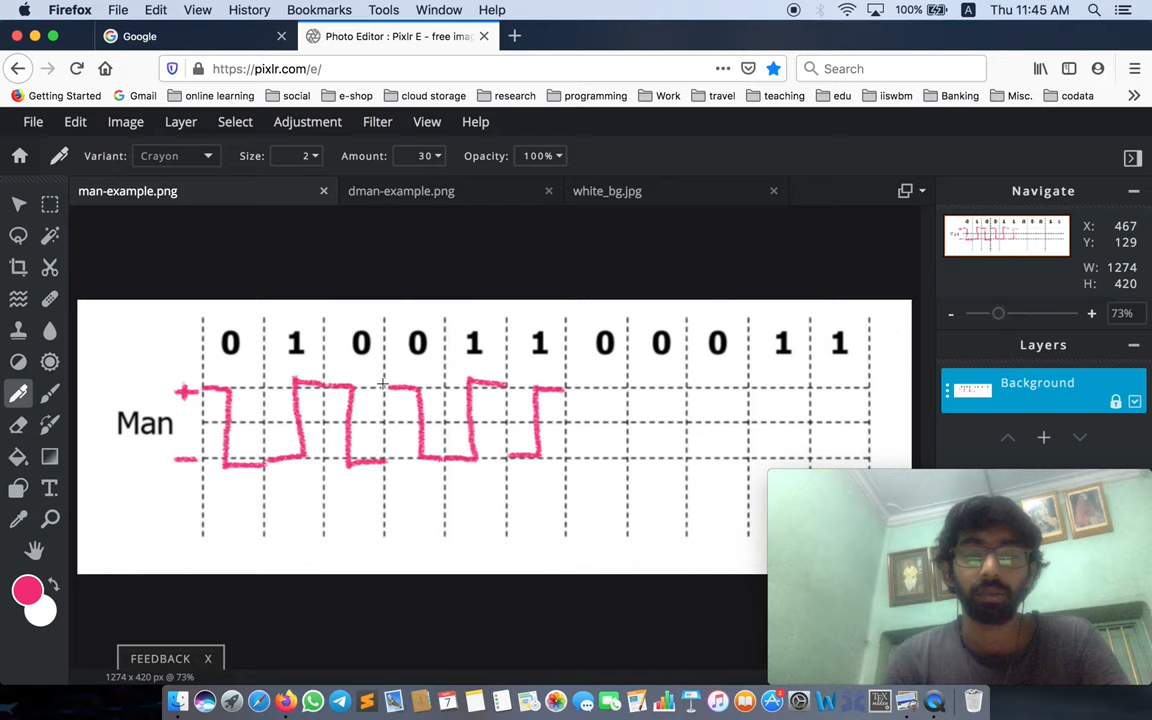 Firefox File Edit View History Bookmarks Tools Window Help 100% A Thu 11:45 AM
Google Photo Editor : Pixlr E - free ima
https://pixlr.com/e/ Search
Getting Started Gmail online learning social e-shop cloud storage research programming Work travel teaching edu iiswbm Banking Misc. codata
File Edit Image Layer Select Adjustment Filter View Help
Variant: Crayon Size: 2 Amount: 30 Opacity: 100%
man-example.png dman-example.png white_bg.jpg Navigate
X: 467
Y: 129
W: 1274
H: 420
- + 73%
Layers
0 1 0 0 1 1 0 0 0 1 1
Background
+
Man
-
FEEDBACK X
1274 x 420 px @ 73%